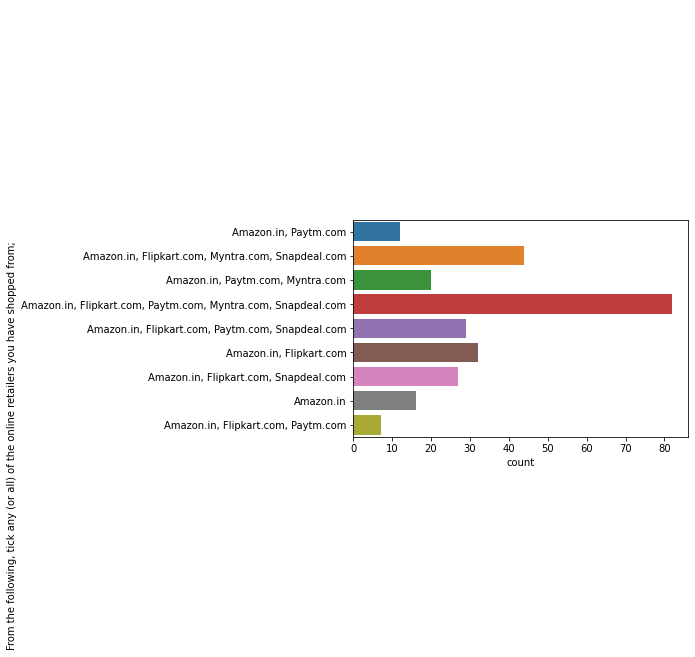 From the following, tick any (or all) of the online retailers you have shopped from;
Amazon.in, Paytm.com
Amazon.in, Flipkart.com, Myntra.com, Snapdeal.com
Amazon.in, Paytm.com, Myntra.com
Amazon.in, Flipkart.com, Paytm.com, Myntra.com, Snapdeal.com
Amazon.in, Flipkart.com, Paytm.com, Snapdeal.com
Amazon.in, Flipkart.com
Amazon.in, Flipkart.com, Snapdeal.com
Amazon.in
Amazon.in, Flipkart.com, Paytm.com
0 10 20 30 40 50 60 70 80
count